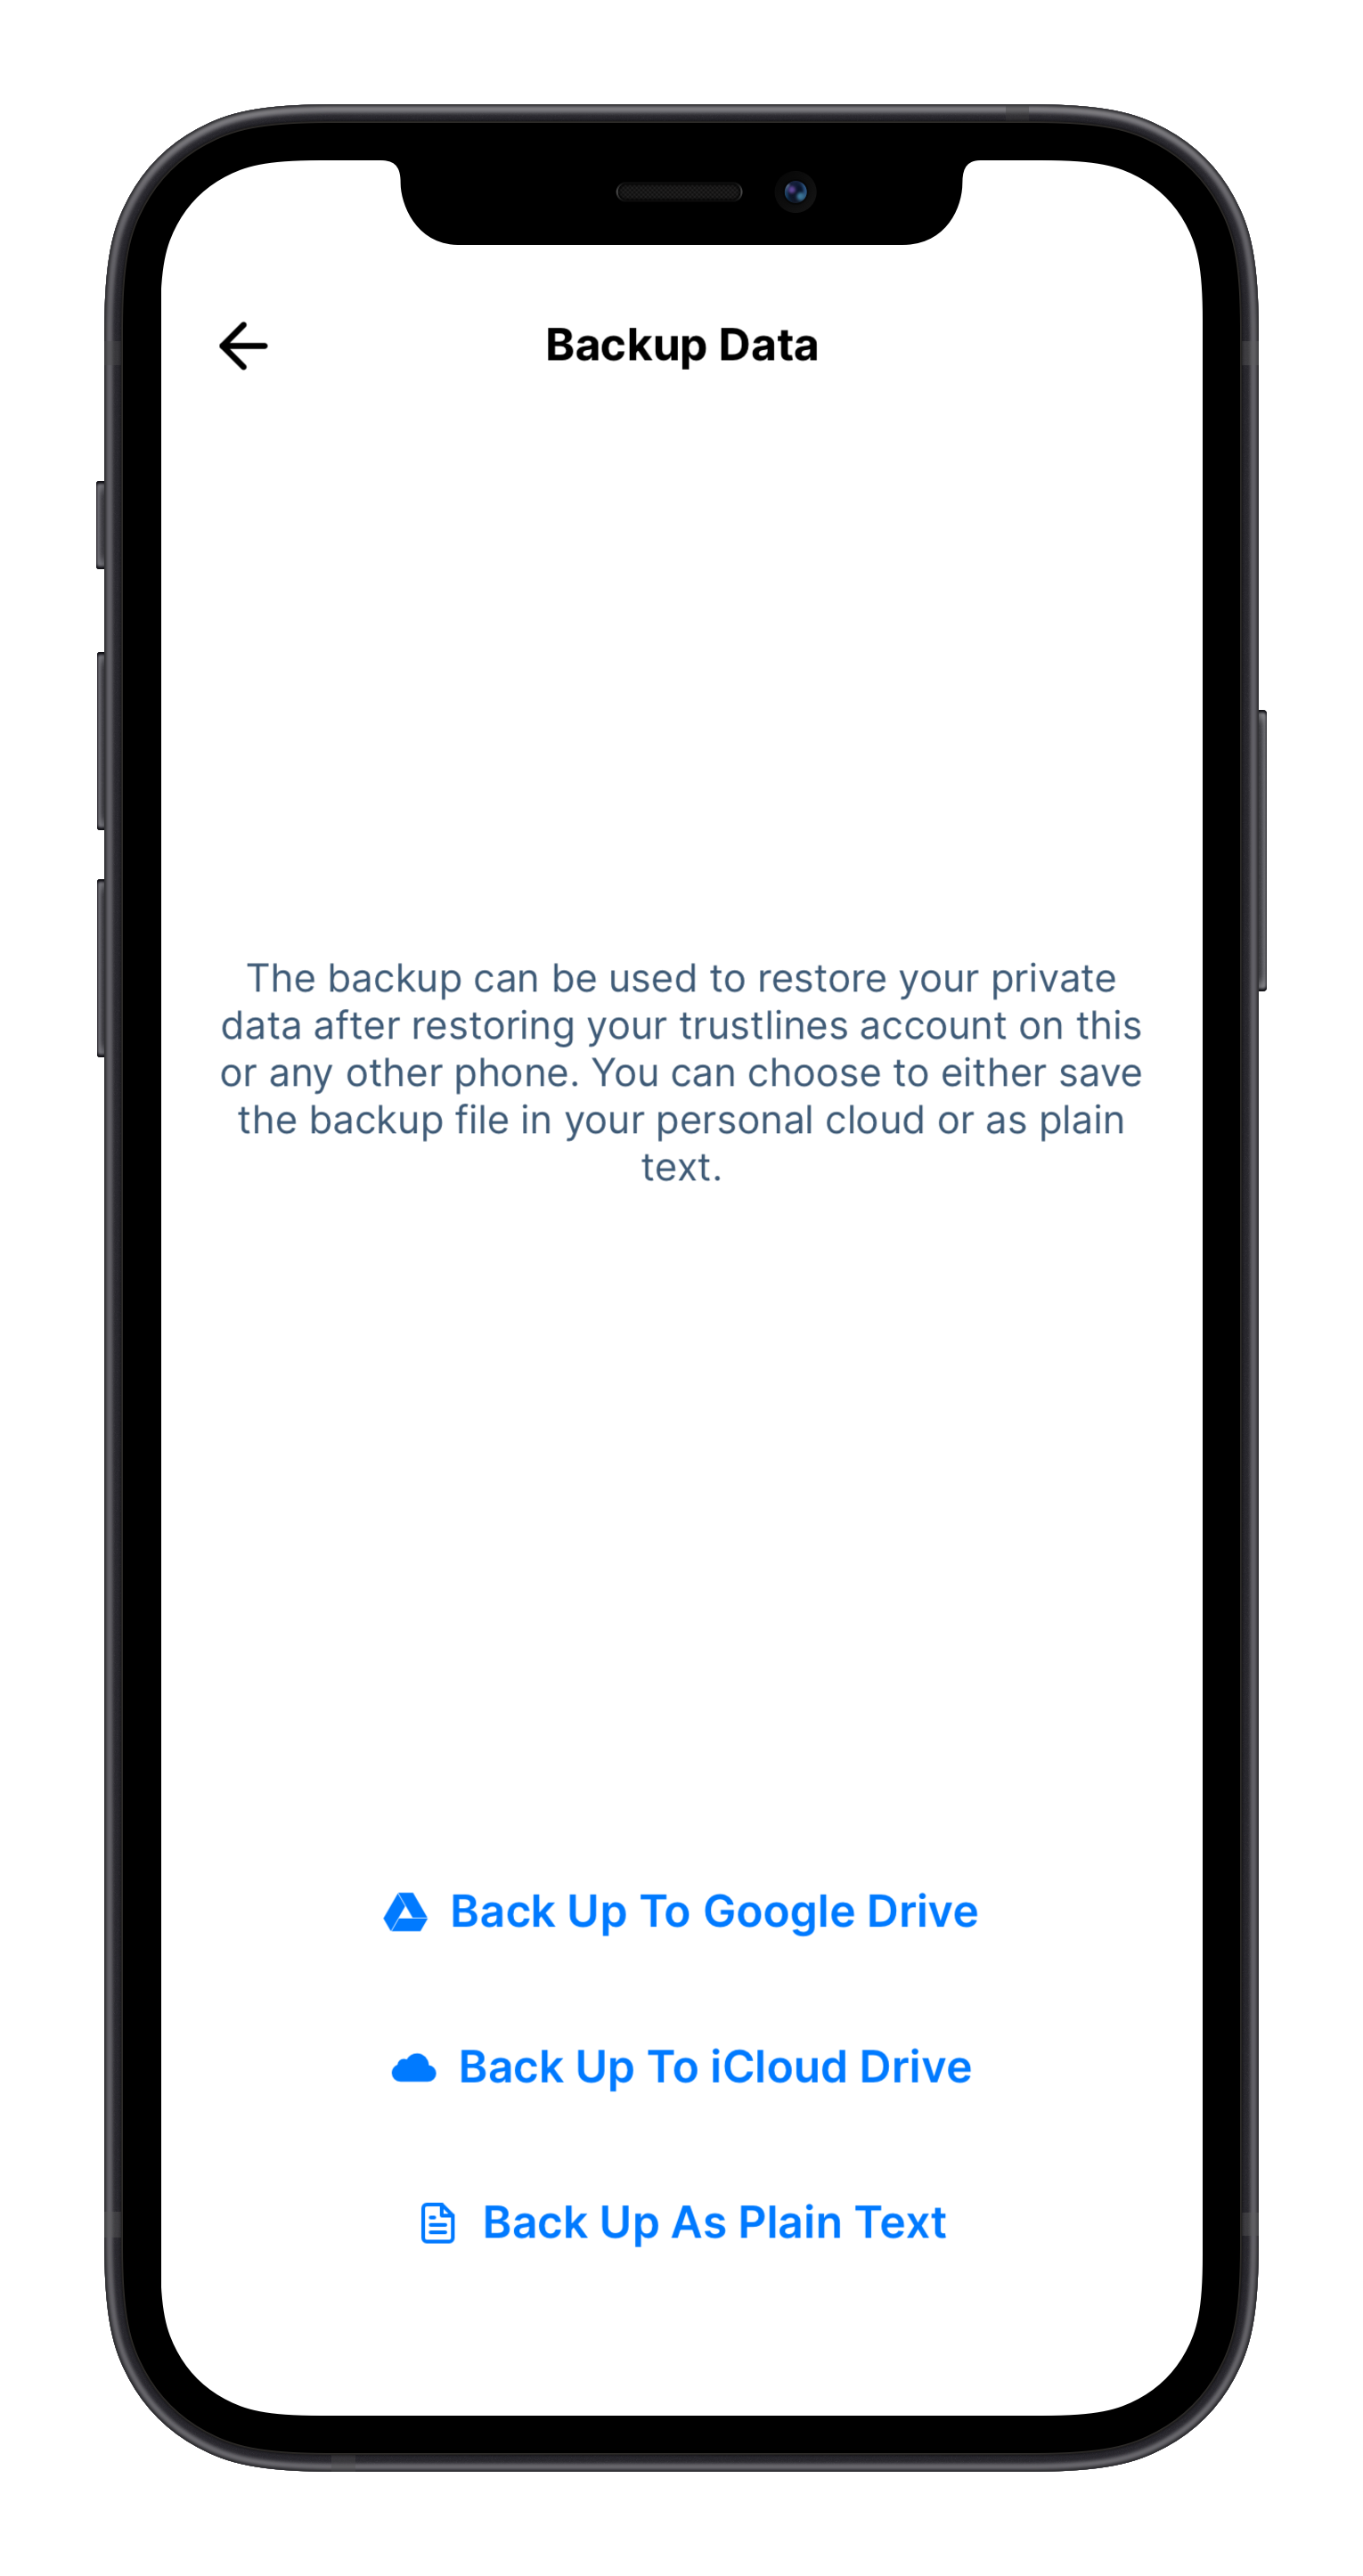 Backup Data
The backup can be used to restore your private
data after restoring your trustlines account on this
or any other phone. You can choose to either save
the backup file in your personal cloud or as plain
text.
Back Up To Google Drive
Back Up To iCloud Drive
Back Up As Plain Text